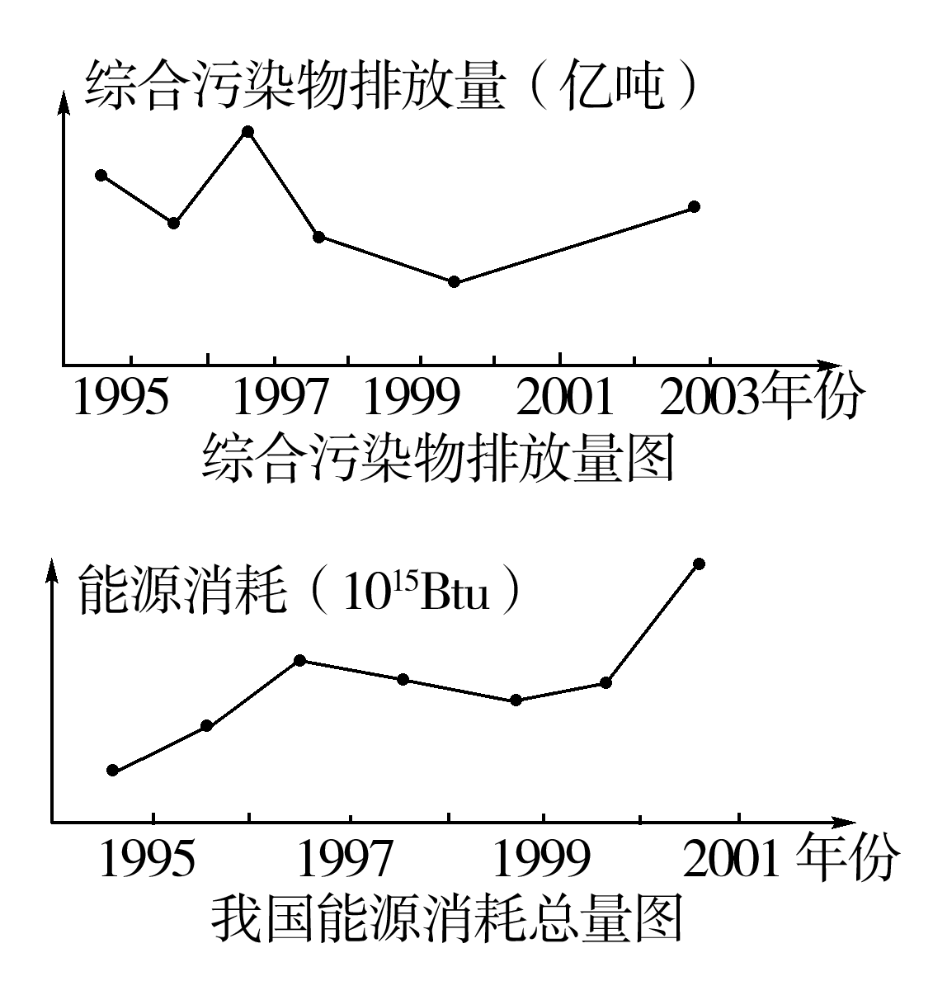 综合污染物排放量（亿吨）
1995 1997 1999 2001 2003年份
综合污染物排放量图
能源消耗（10¹⁵Btu）
1995 1997 1999 2001 年份
我国能源消耗总量图